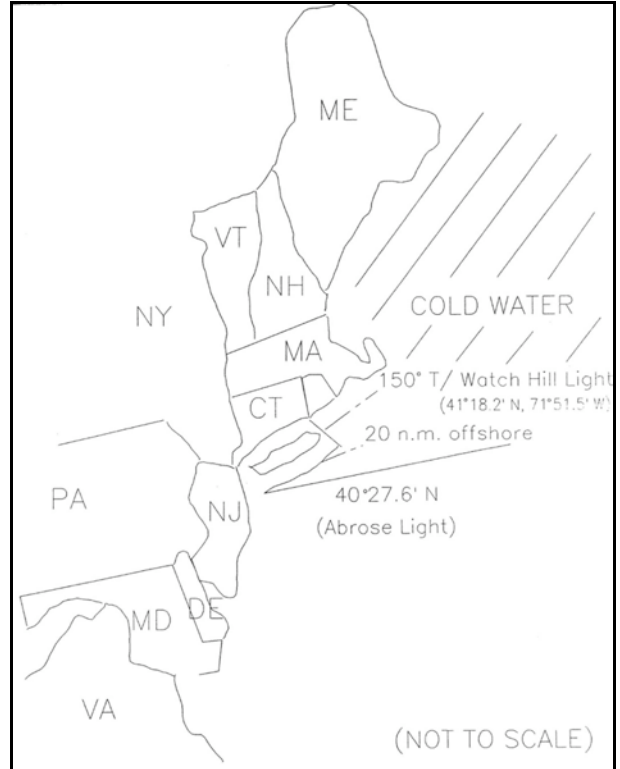 ME
VT
NH
NY
COLD WATER
MA
150° T/ Watch Hill Light
(41°18.2' N, 71°51.5' W)
CT
20 n.m. offshore
40°27.6' N
(Abrose Light)
PA
NJ
MD
DE
VA
(NOT TO SCALE)